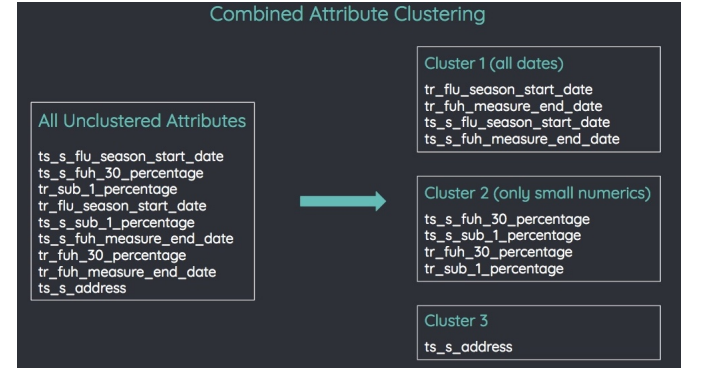 Combined Attribute Clustering
All Unclustered Attributes
ts_s_flu_season_start_date
ts_s_fuh_30_percentage
tr_sub_1_percentage
tr_flu_season_start_date
ts_s_sub_1_percentage
ts_s_fuh_measure_end_date
tr_fuh_30_percentage
tr_fuh_measure_end_date
ts_s_address
Cluster 1 (all dates)
tr_flu_season_start_date
tr_fuh_measure_end_date
ts_s_flu_season_start_date
ts_s_fuh_measure_end_date
Cluster 2 (only small numerics)
ts_s_fuh_30_percentage
ts_s_sub_1_percentage
tr_fuh_30_percentage
tr_sub_1_percentage
Cluster 3
ts_s_address